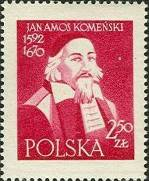 JAN AMOS KOMEŃSKI
1592
1670
2.50
ZŁ
POLSKA